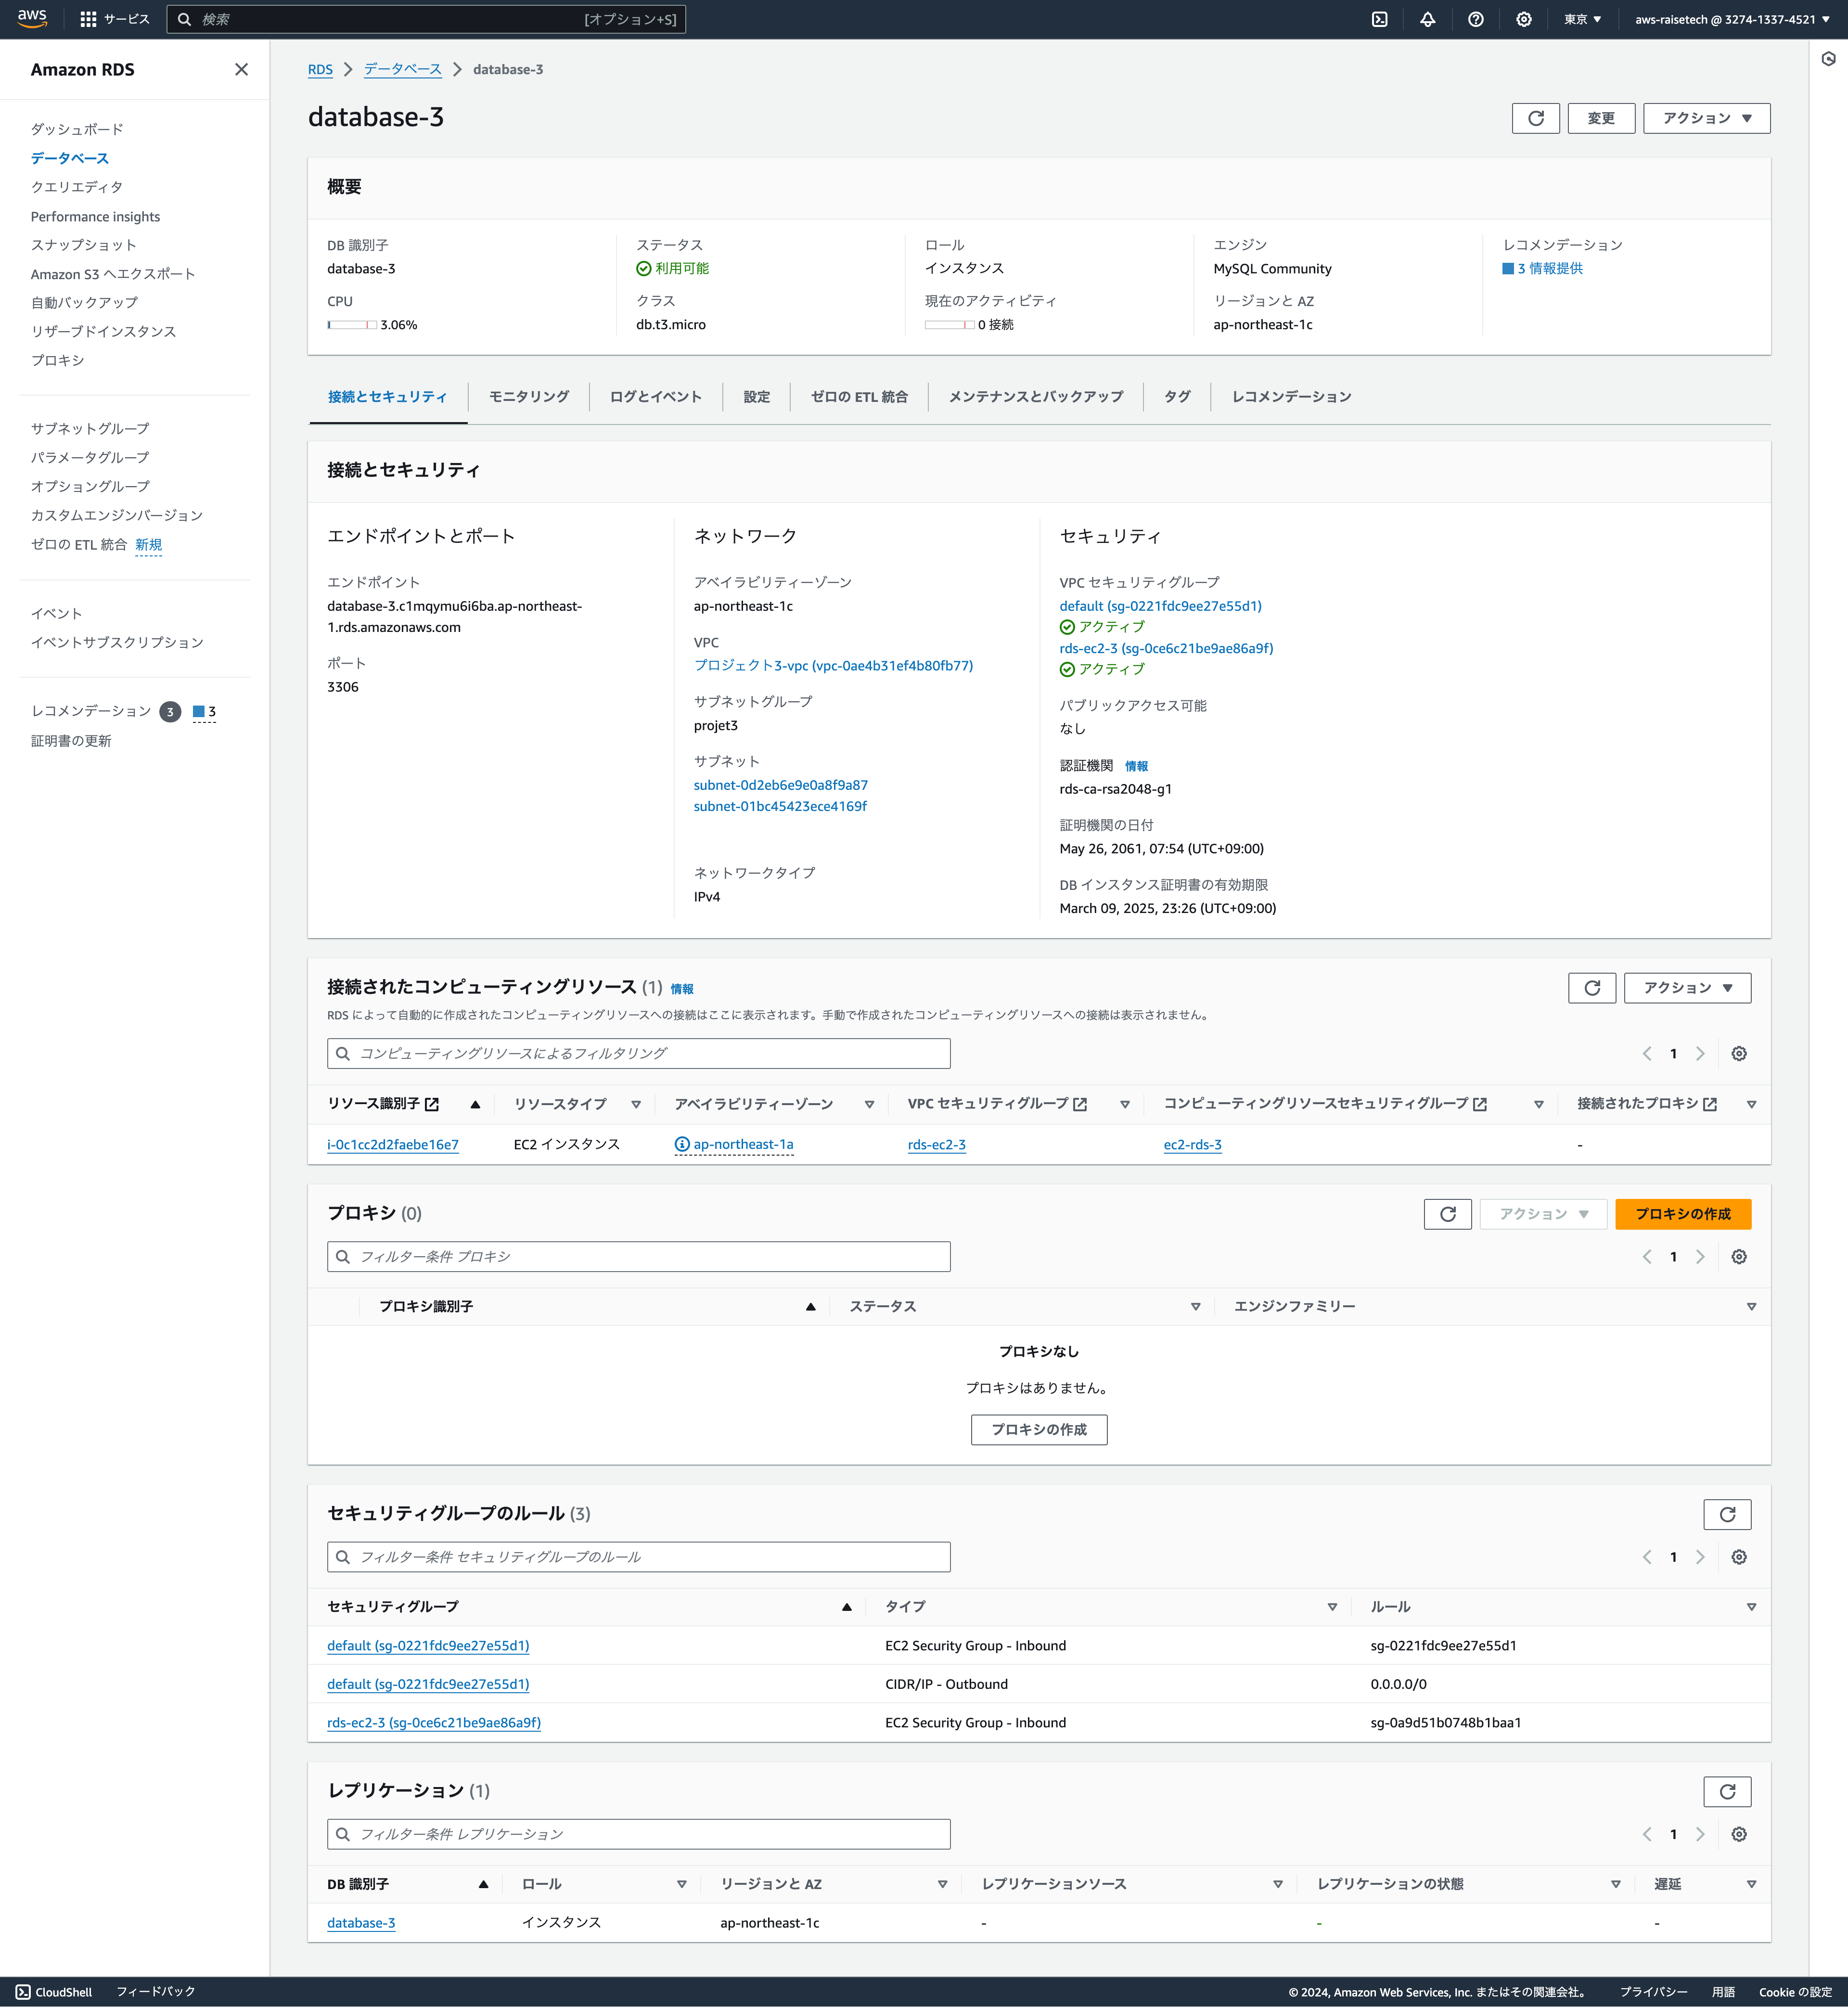 aws サービス 検索 [オプション+S] 東京 ▼ aws-raisetech @ 3274-1337-4521 ▼
Amazon RDS
ダッシュボード
データベース
クエリエディタ
Performance insights
スナップショット
Amazon S3 へエクスポート
自動バックアップ
リザーブドインスタンス
プロキシ
サブネットグループ
パラメータグループ
オプショングループ
カスタムエンジンバージョン
ゼロの ETL 統合 新規
イベント
イベントサブスクリプション
レコメンデーション 3 3
証明書の更新
RDS > データベース > database-3
database-3
変更 アクション ▼
概要
DB 識別子
database-3
CPU
3.06%
ステータス
利用可能
クラス
db.t3.micro
ロール
インスタンス
現在のアクティビティ
0 接続
エンジン
MySQL Community
リージョンと AZ
ap-northeast-1c
レコメンデーション
3 情報提供
接続とセキュリティ モニタリング ログとイベント 設定 ゼロの ETL 統合 メンテナンスとバックアップ タグ レコメンデーション
接続とセキュリティ
エンドポイントとポート
エンドポイント
database-3.c1mqymu6i6ba.ap-northeast-
1.rds.amazonaws.com
ポート
3306
ネットワーク
アベイラビリティーゾーン
ap-northeast-1c
VPC
プロジェクト3-vpc (vpc-0ae4b31ef4b80fb77)
サブネットグループ
projet3
サブネット
subnet-0d2eb6e9e0a8f9a87
subnet-01bc45423ece4169f
ネットワークタイプ
IPv4
セキュリティ
VPC セキュリティグループ
default (sg-0221fdc9ee27e55d1)
アクティブ
rds-ec2-3 (sg-0ce6c21be9ae86a9f)
アクティブ
パブリックアクセス可能
なし
認証機関 情報
rds-ca-rsa2048-g1
証明機関の日付
May 26, 2061, 07:54 (UTC+09:00)
DB インスタンス証明書の有効期限
March 09, 2025, 23:26 (UTC+09:00)
接続されたコンピューティングリソース (1) 情報
アクション ▼
RDS によって自動的に作成されたコンピューティングリソースへの接続はここに表示されます。手動で作成されたコンピューティングリソースへの接続は表示されません。
コンピューティングリソースによるフィルタリング
1
リソース識別子 リソースタイプ アベイラビリティーゾーン VPC セキュリティグループ コンピューティングリソースセキュリティグループ 接続されたプロキシ
i-0c1cc2d2faebe16e7 EC2 インスタンス ap-northeast-1a rds-ec2-3 ec2-rds-3 -
プロキシ (0)
アクション ▼ プロキシの作成
フィルター条件 プロキシ
1
プロキシ識別子 ステータス エンジンファミリー
プロキシなし
プロキシはありません。
プロキシの作成
セキュリティグループのルール (3)
フィルター条件 セキュリティグループのルール
1
セキュリティグループ タイプ ルール
default (sg-0221fdc9ee27e55d1) EC2 Security Group - Inbound sg-0221fdc9ee27e55d1
default (sg-0221fdc9ee27e55d1) CIDR/IP - Outbound 0.0.0.0/0
rds-ec2-3 (sg-0ce6c21be9ae86a9f) EC2 Security Group - Inbound sg-0a9d51b0748b1baa1
レプリケーション (1)
フィルター条件 レプリケーション
1
DB 識別子 ロール リージョンと AZ レプリケーションソース レプリケーションの状態 遅延
database-3 インスタンス ap-northeast-1c - - -
CloudShell フィードバック © 2024, Amazon Web Services, Inc. またはその関連会社。 プライバシー 用語 Cookie の設定